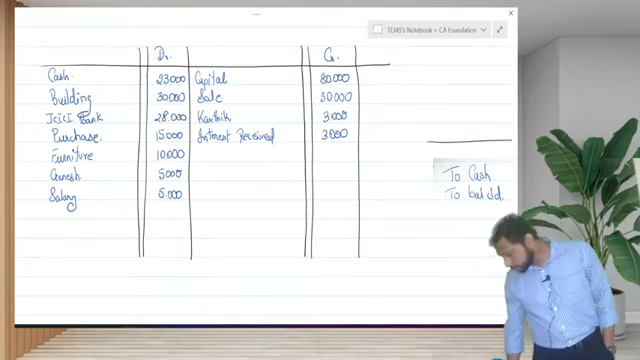 TEJAS's Notebook > CA Foundation
Dr. Cr.
Cash. 23000 Capital 80000
Building 30000 Sale 30000
ICICI Bank 28000 Karthik 3000
Purchase. 15000 Interest Received 3000
Furniture 10000
Ganesh 5000
Salary 5000
To Cash
To bal c/d.